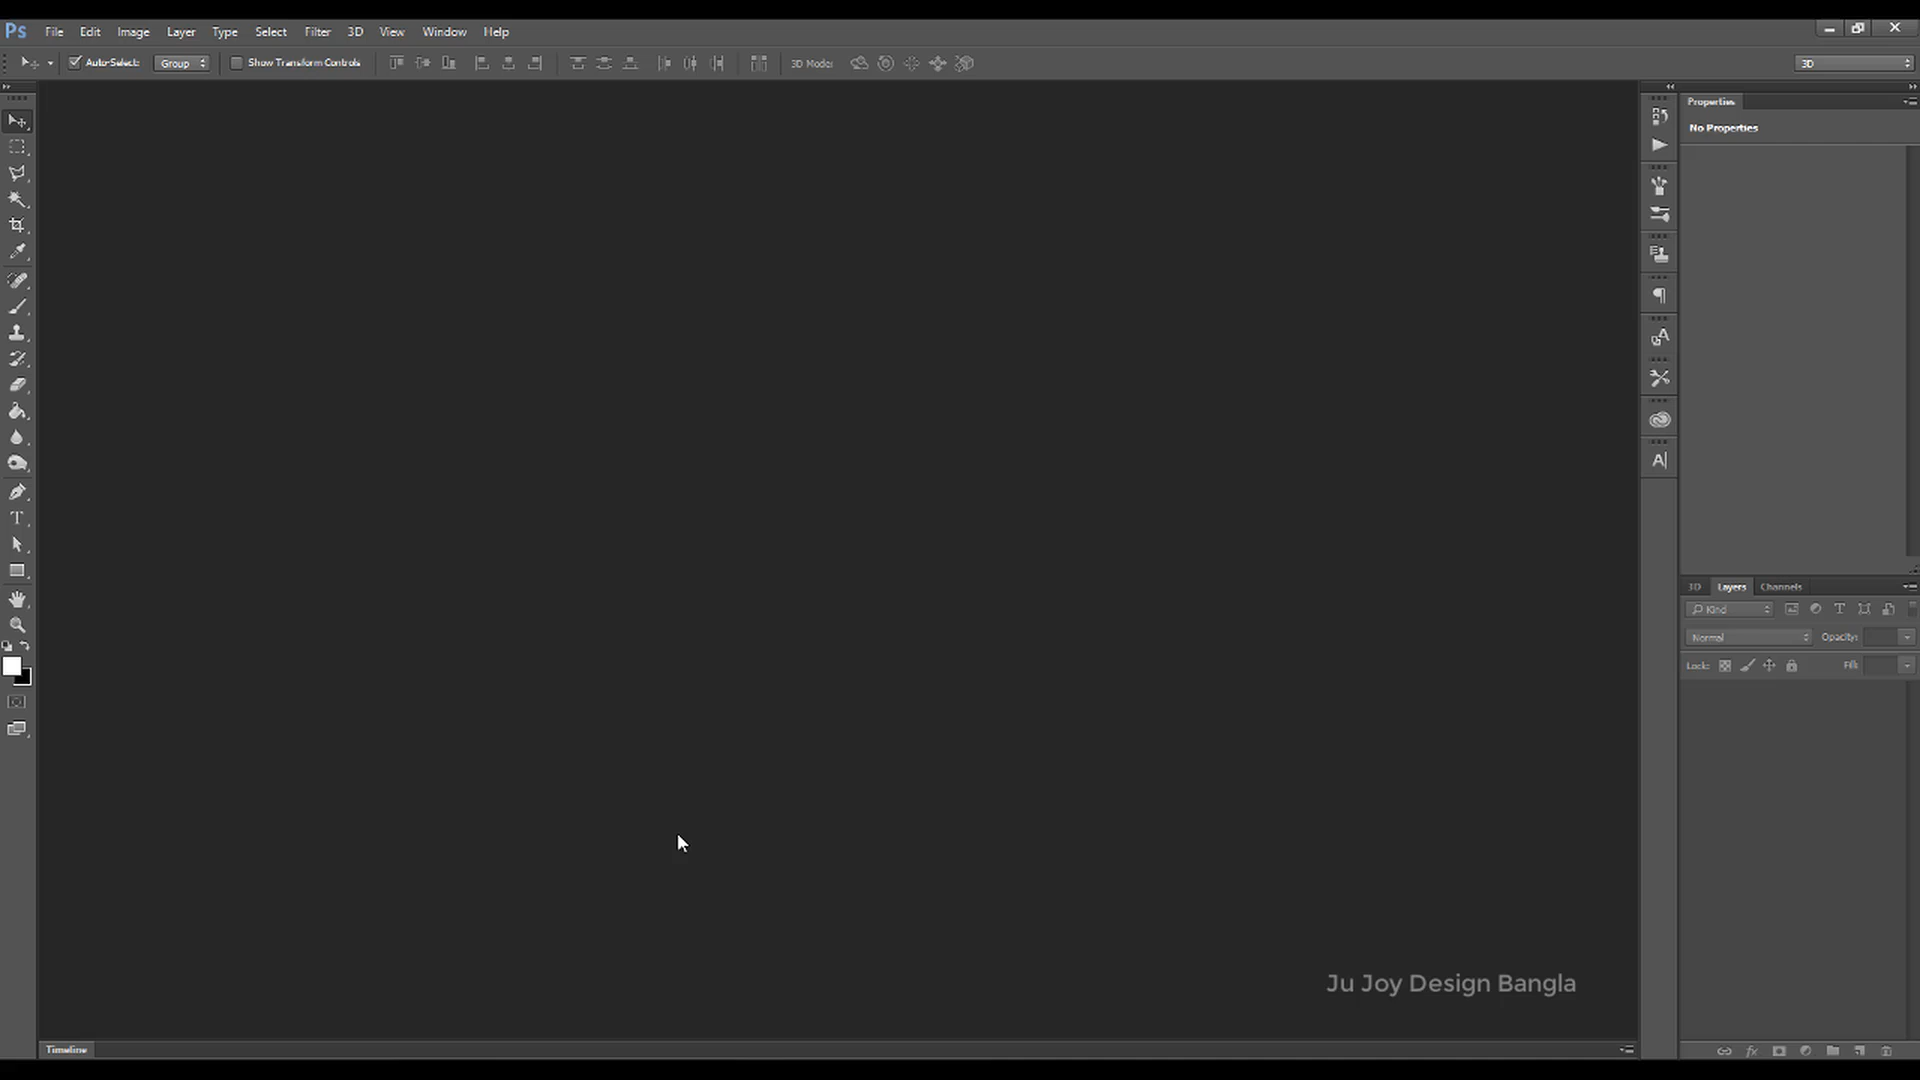 Ps File Edit Image Layer Type Select Filter 3D View Window Help
Auto-Select: Group Show Transform Controls 3D Mode: 3D
Properties
No Properties
3D Layers Channels
Kind
Normal Opacity:
Lock: Fill:
Ju Joy Design Bangla
Timeline